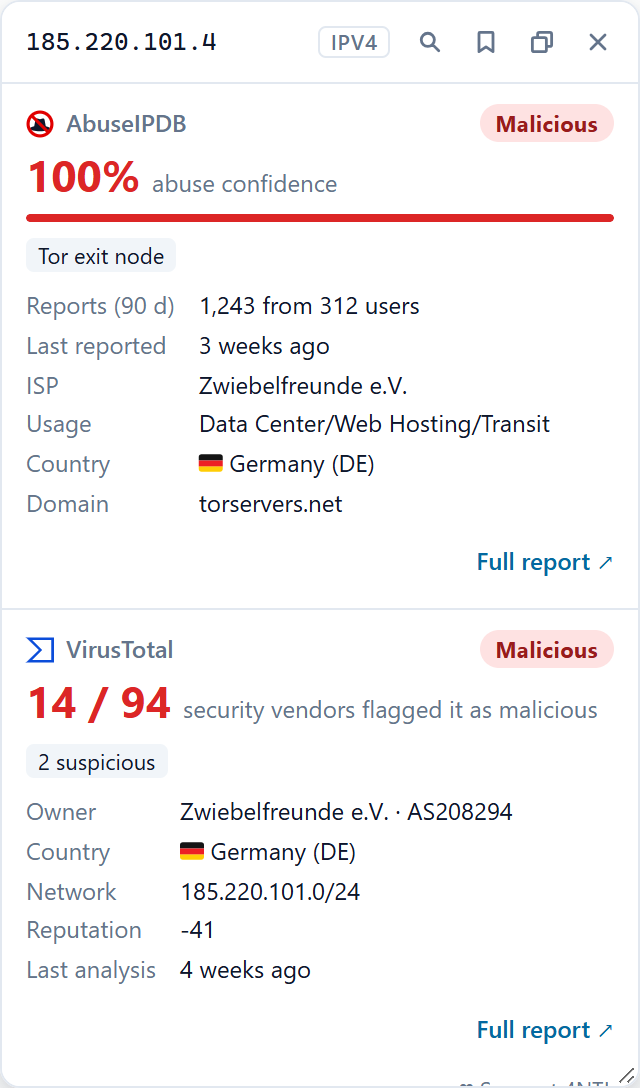 185.220.101.4 IPV4
AbuseIPDB Malicious
100% abuse confidence
Tor exit node
Reports (90 d) 1,243 from 312 users
Last reported 3 weeks ago
ISP Zwiebelfreunde e.V.
Usage Data Center/Web Hosting/Transit
Country Germany (DE)
Domain torservers.net
Full report ↗
VirusTotal Malicious
14 / 94 security vendors flagged it as malicious
2 suspicious
Owner Zwiebelfreunde e.V. · AS208294
Country Germany (DE)
Network 185.220.101.0/24
Reputation -41
Last analysis 4 weeks ago
Full report ↗